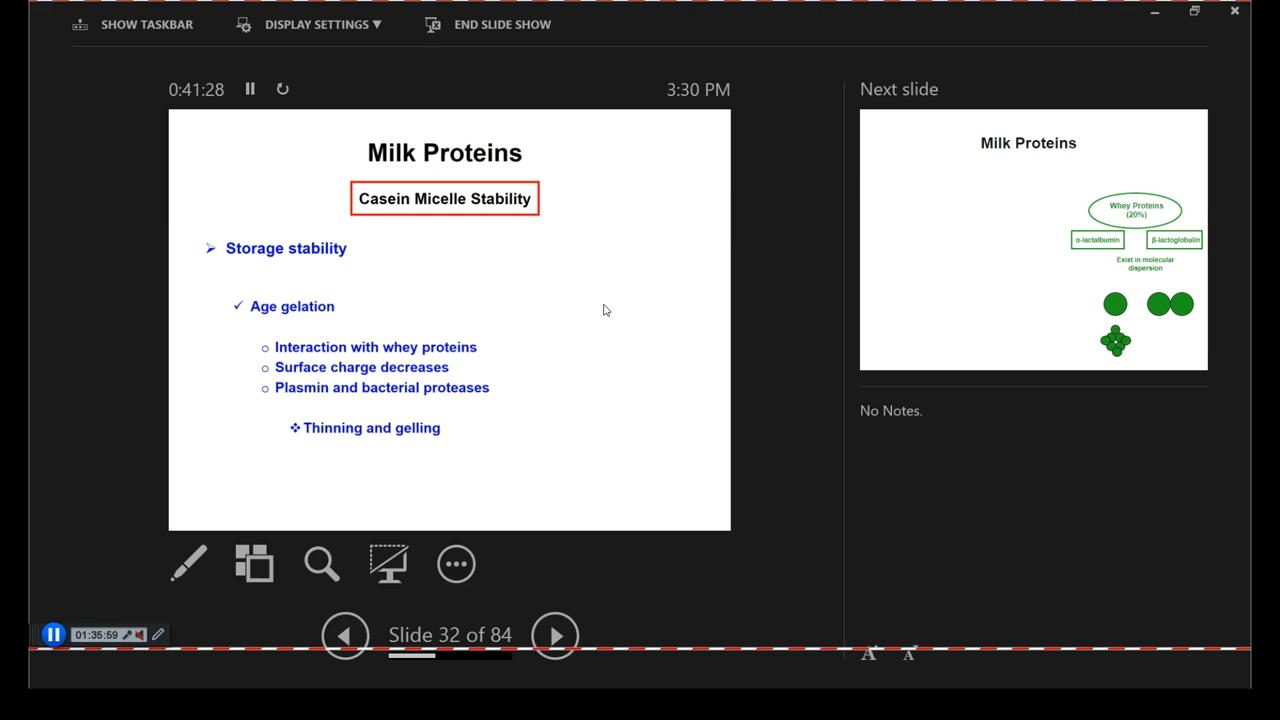 SHOW TASKBAR
DISPLAY SETTINGS ▼
END SLIDE SHOW
0:41:28
3:30 PM
Milk Proteins
Casein Micelle Stability
➢ Storage stability
✓ Age gelation
o Interaction with whey proteins
o Surface charge decreases
o Plasmin and bacterial proteases
❖ Thinning and gelling
Next slide
Milk Proteins
Whey Proteins
(20%)
α-lactalbumin
β-lactoglobulin
Exist in molecular
dispersion
No Notes.
Slide 32 of 84
01:35:59
A A